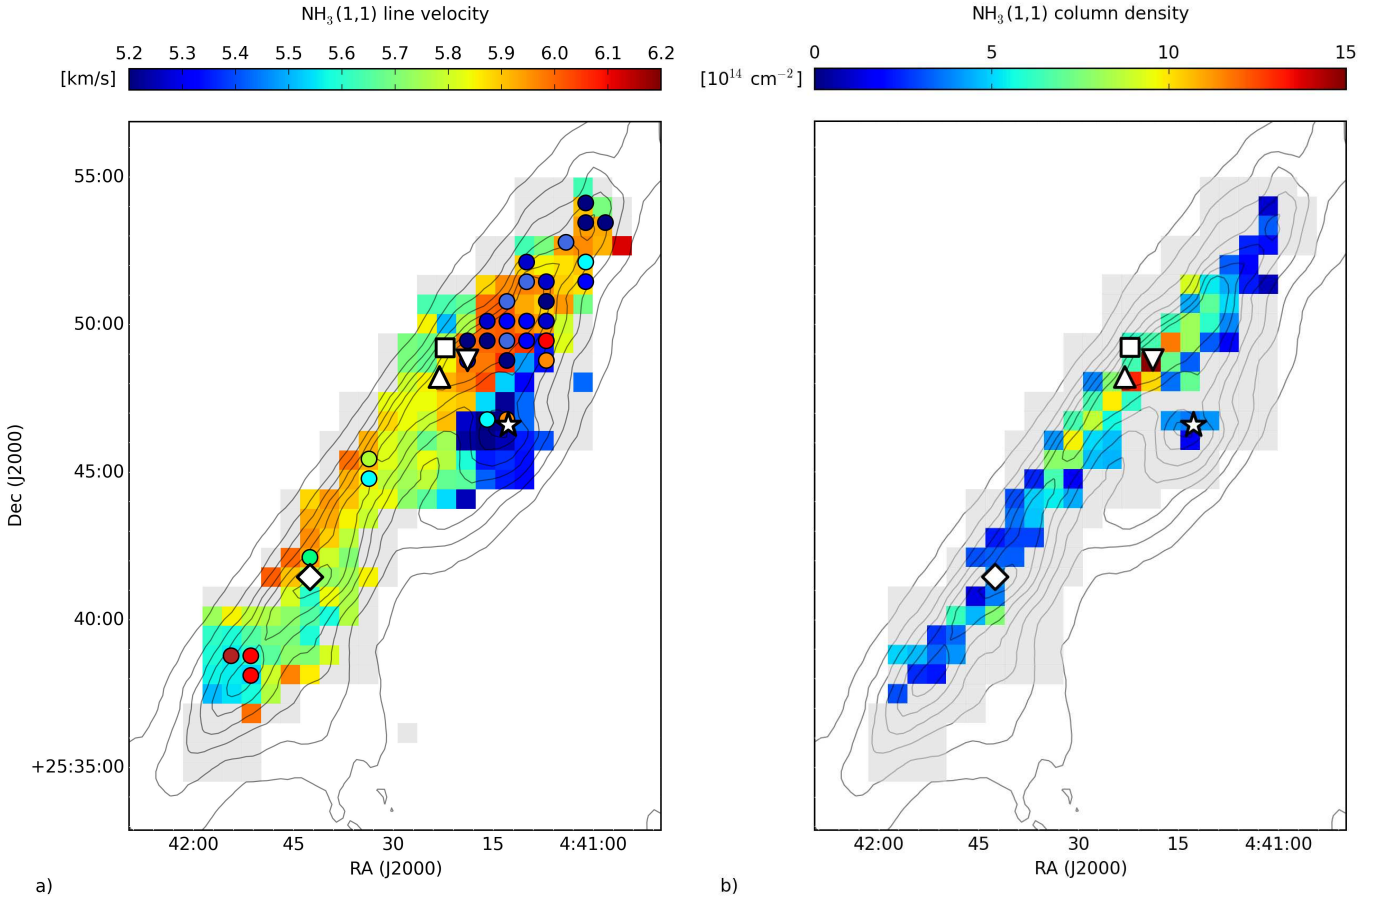 NH₃(1,1) line velocity
5.2 5.3 5.4 5.5 5.6 5.7 5.8 5.9 6.0 6.1 6.2
[km/s]
55:00
50:00
45:00
40:00
+25:35:00
Dec (J2000)
42:00 45 30 15 4:41:00
RA (J2000)
a)
NH₃(1,1) column density
0 5 10 15
[10¹⁴ cm⁻²]
42:00 45 30 15 4:41:00
RA (J2000)
b)